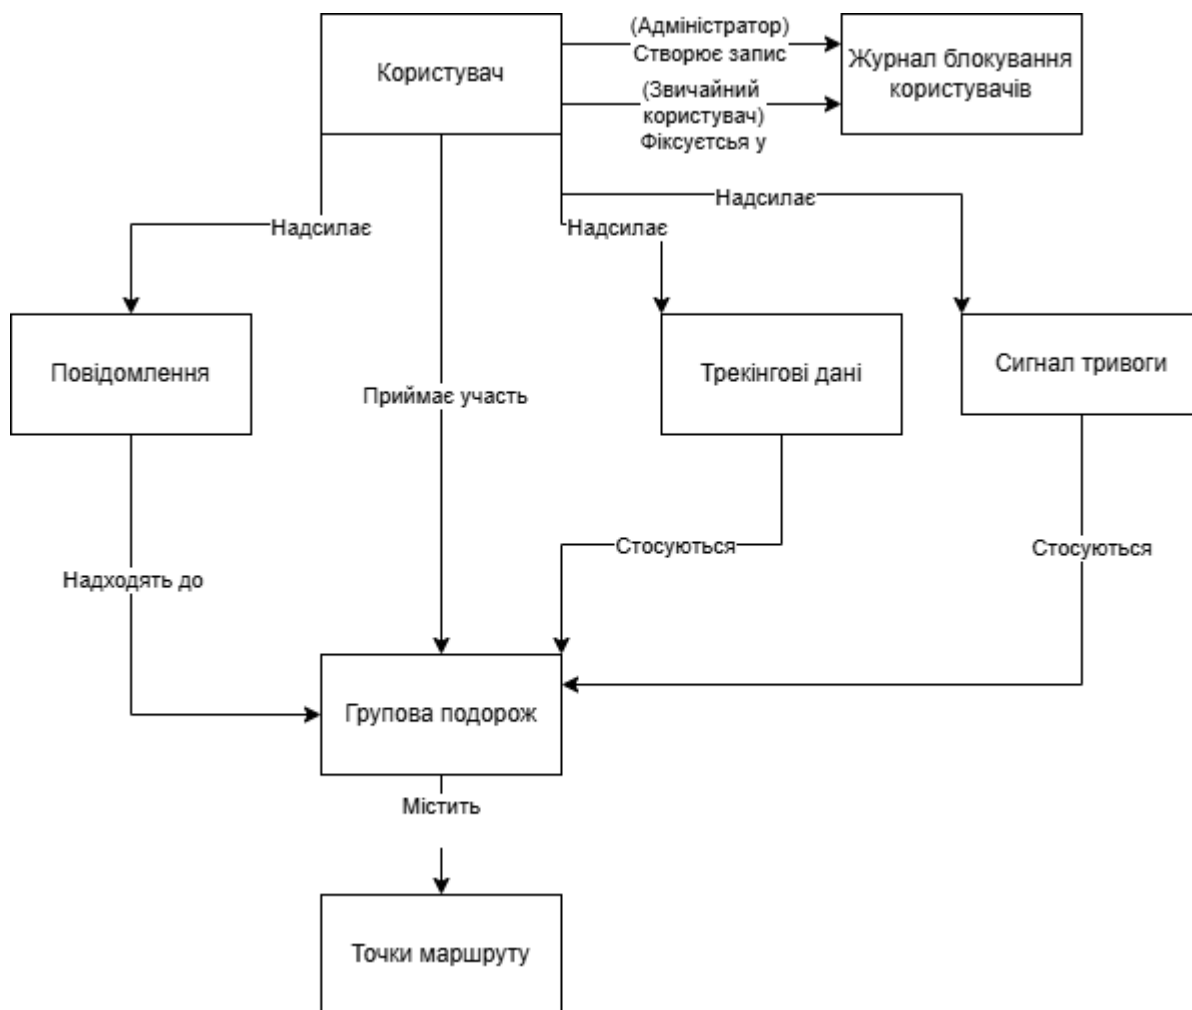 Користувач
(Адміністратор)
Створює запис
(Звичайний
користувач)
Фіксуєтсья у
Журнал блокування
користувачів
Надсилає
Надсилає
Надсилає
Повідомлення
Приймає участь
Трекінгові дані
Сигнал тривоги
Надходять до
Стосуються
Стосуються
Групова подорож
Містить
Точки маршруту